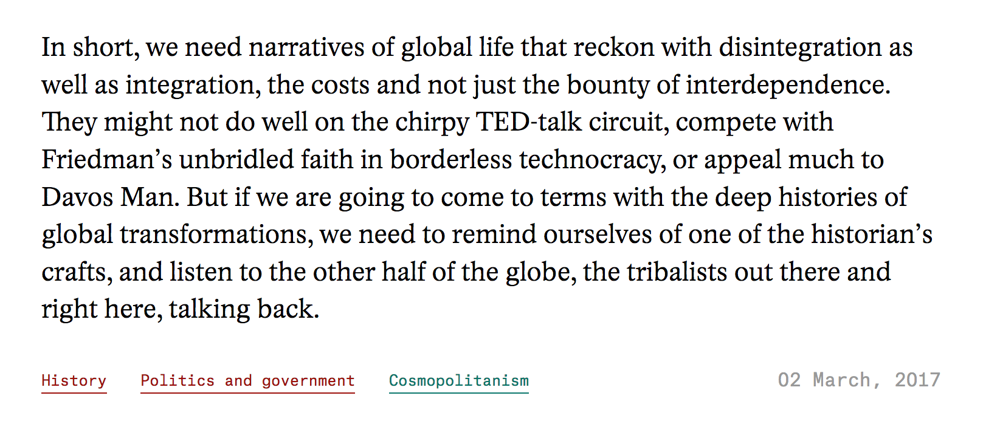 In short, we need narratives of global life that reckon with disintegration as
well as integration, the costs and not just the bounty of interdependence.
They might not do well on the chirpy TED-talk circuit, compete with
Friedman’s unbridled faith in borderless technocracy, or appeal much to
Davos Man. But if we are going to come to terms with the deep histories of
global transformations, we need to remind ourselves of one of the historian’s
crafts, and listen to the other half of the globe, the tribalists out there and
right here, talking back.
History Politics and government Cosmopolitanism 02 March, 2017